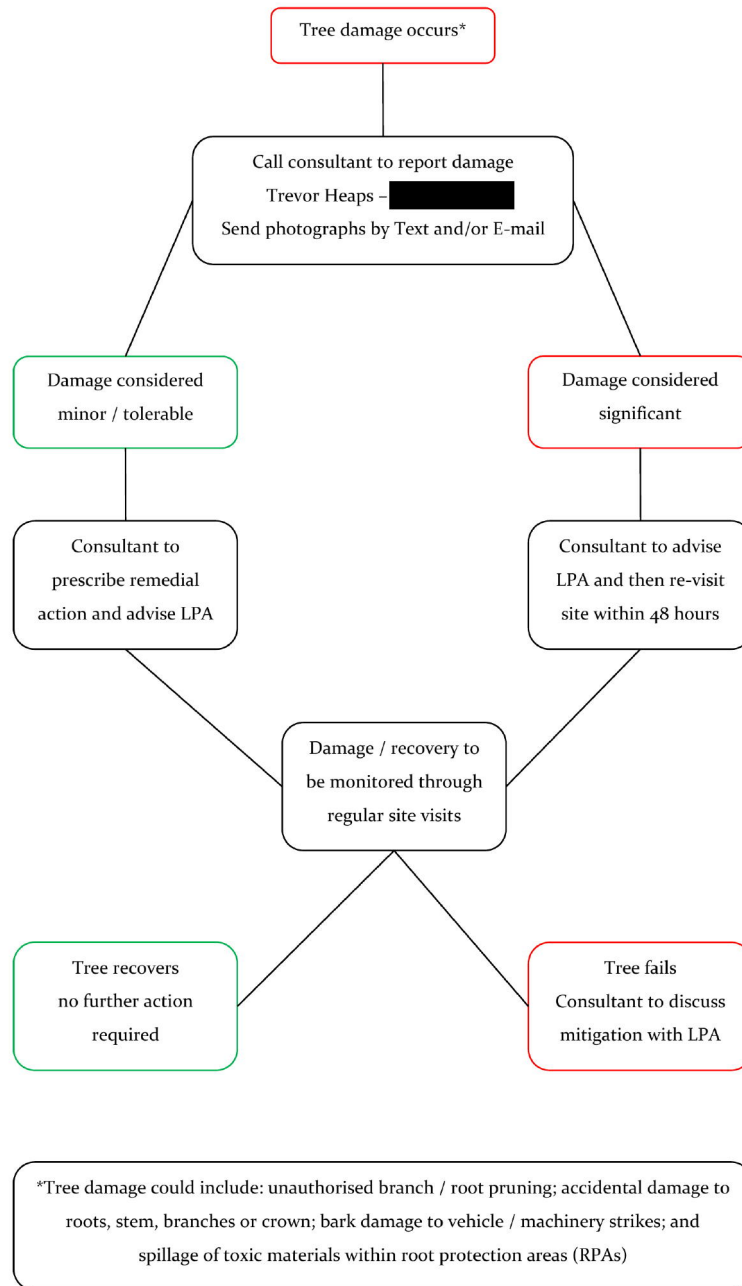 Tree damage occurs*
Call consultant to report damage
Trevor Heaps –
Send photographs by Text and/or E-mail
Damage considered
minor / tolerable
Damage considered
significant
Consultant to
prescribe remedial
action and advise LPA
Consultant to advise
LPA and then re-visit
site within 48 hours
Damage / recovery to
be monitored through
regular site visits
Tree recovers
no further action
required
Tree fails
Consultant to discuss
mitigation with LPA
*Tree damage could include: unauthorised branch / root pruning; accidental damage to
roots, stem, branches or crown; bark damage to vehicle / machinery strikes; and
spillage of toxic materials within root protection areas (RPAs)